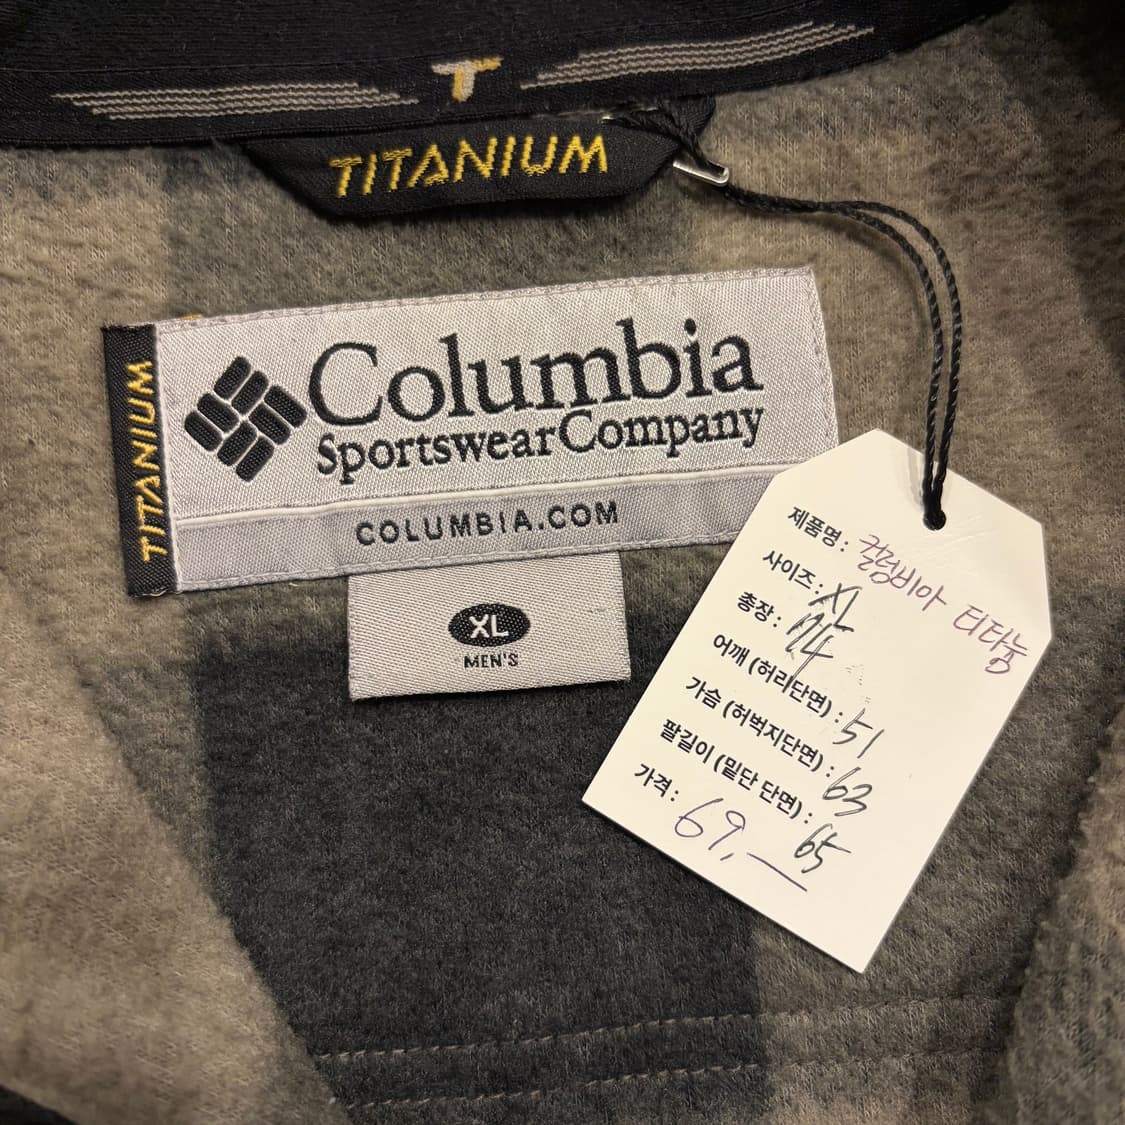 T
TITANIUM
TITANIUM
Columbia
Sportswear Company
COLUMBIA.COM
XL
MEN'S
제품명: 컬럼비아 티타늄
사이즈: XL
총장: 74
어깨 (허리단면): 51
가슴 (허벅지단면): 63
팔길이 (밑단 단면): 65
가격: 69,—